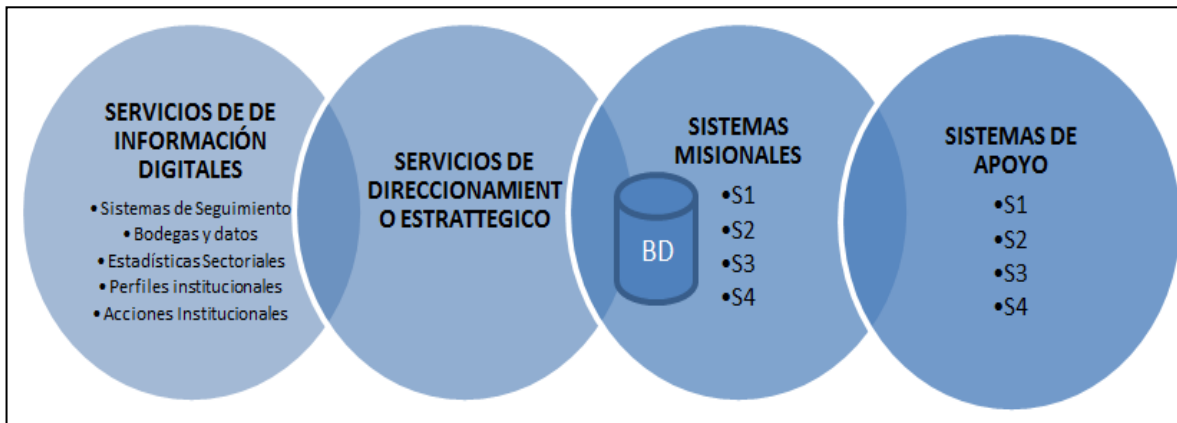 SERVICIOS DE DE
INFORMACIÓN
DIGITALES
• Sistemas de Seguimiento
• Bodegas y datos
• Estadísticas Sectoriales
• Perfiles institucionales
• Acciones Institucionales
SERVICIOS DE
DIRECCIONAMIENT
O ESTRATTEGICO
SISTEMAS
MISIONALES
•S1
•S2
•S3
•S4
BD
SISTEMAS DE
APOYO
•S1
•S2
•S3
•S4